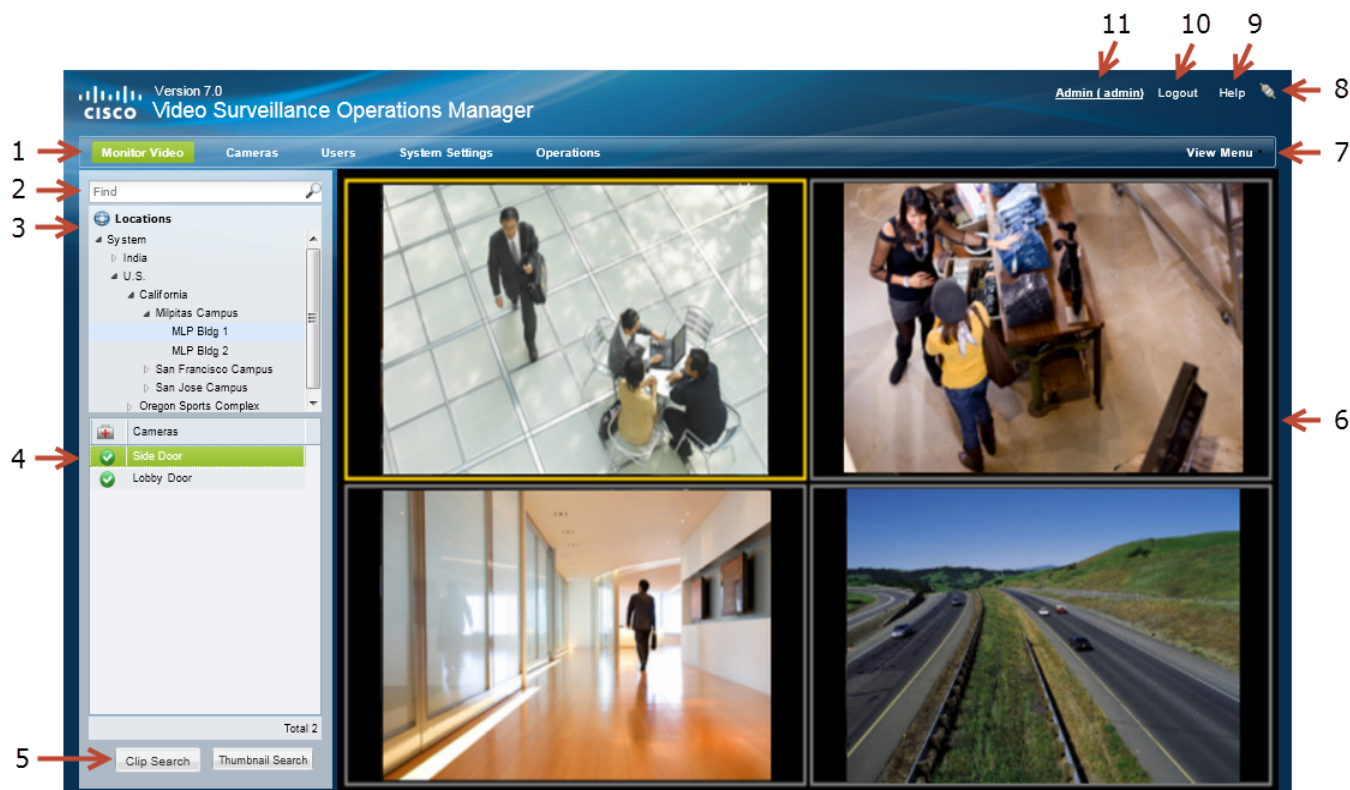 11 10 9
Version 7.0
CISCO Video Surveillance Operations Manager
Admin ( admin) Logout Help
8
1
Monitor Video Cameras Users System Settings Operations View Menu
7
2
Find
3
Locations
System
India
U.S.
California
Milpitas Campus
MLP Bldg 1
MLP Bldg 2
San Francisco Campus
San Jose Campus
Oregon Sports Complex
6
Cameras
4
Side Door
Lobby Door
Total 2
5
Clip Search Thumbnail Search